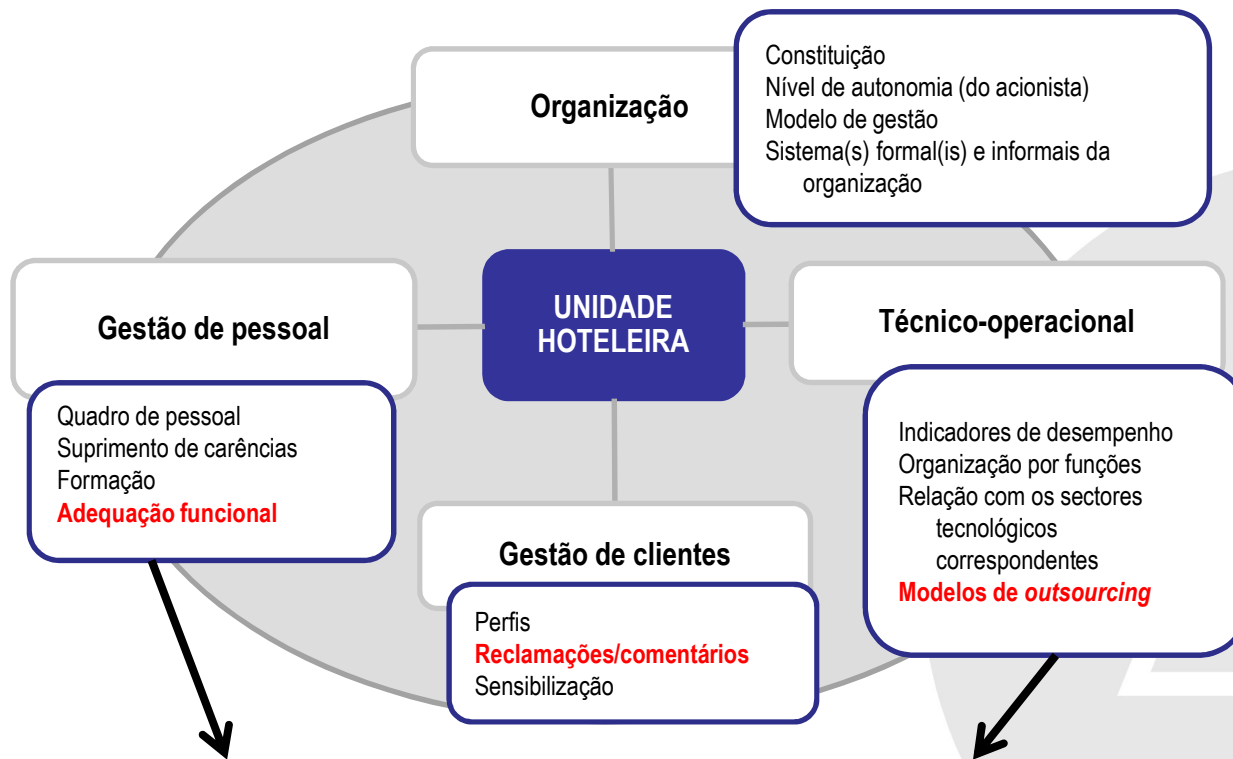 Organização
Constituição
Nível de autonomia (do acionista)
Modelo de gestão
Sistema(s) formal(is) e informais da
organização
Gestão de pessoal
Quadro de pessoal
Suprimento de carências
Formação
Adequação funcional
UNIDADE
HOTELEIRA
Técnico-operacional
Indicadores de desempenho
Organização por funções
Relação com os sectores
tecnológicos
correspondentes
Modelos de outsourcing
Gestão de clientes
Perfis
Reclamações/comentários
Sensibilização